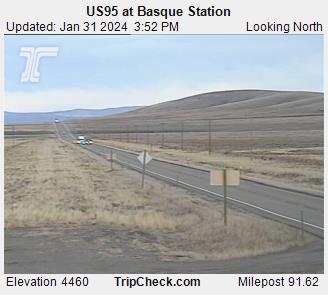 US95 at Basque Station
Updated: Jan 31 2024 3:52 PM Looking North
Elevation 4460 TripCheck.com Milepost 91.62